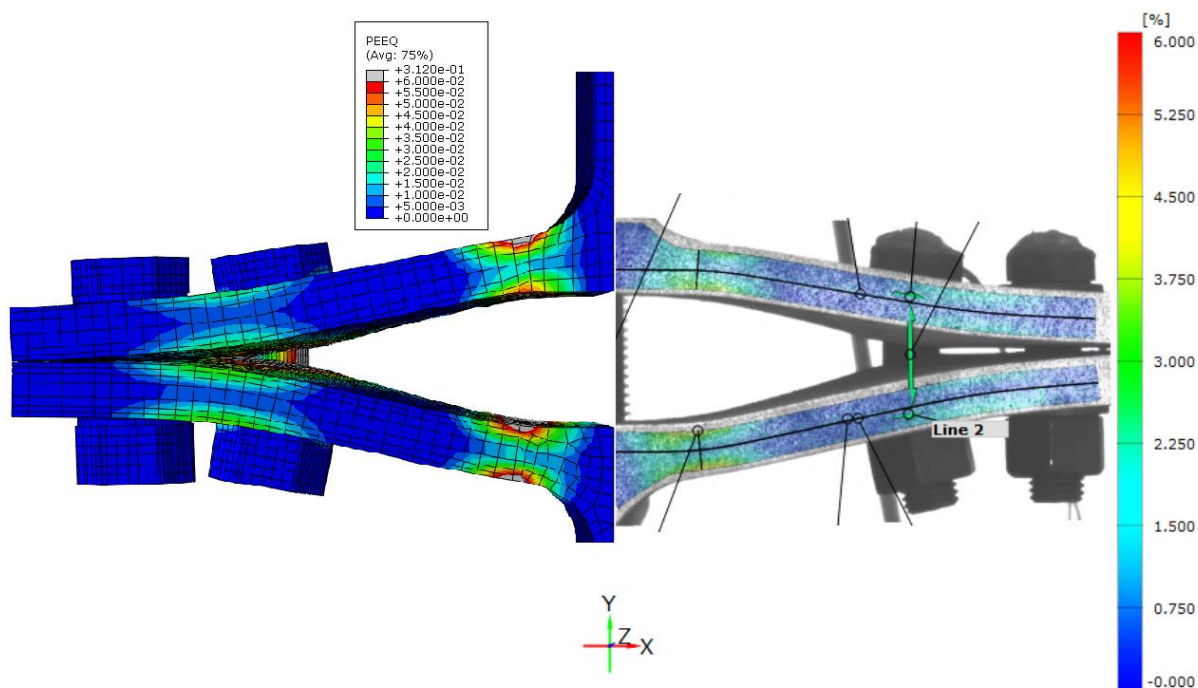 PEEQ
(Avg: 75%)
+3.120e-01
+6.000e-02
+5.500e-02
+5.000e-02
+4.500e-02
+4.000e-02
+3.500e-02
+3.000e-02
+2.500e-02
+2.000e-02
+1.500e-02
+1.000e-02
+5.000e-03
+0.000e+00
[%]
6.000
5.250
4.500
3.750
3.000
2.250
1.500
0.750
-0.000
Line 2
Y
Z
X